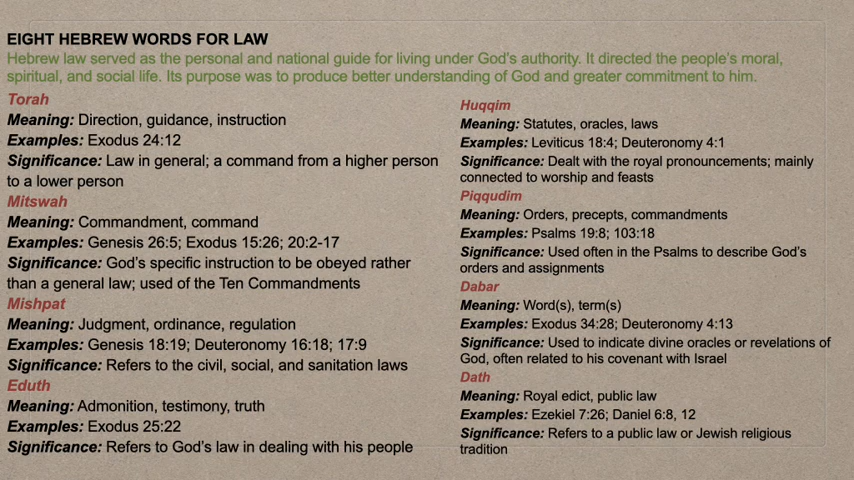 EIGHT HEBREW WORDS FOR LAW
Hebrew law served as the personal and national guide for living under God's authority. It directed the people's moral,
spiritual, and social life. Its purpose was to produce better understanding of God and greater commitment to him.
Torah
Meaning: Direction, guidance, instruction
Examples: Exodus 24:12
Significance: Law in general; a command from a higher person
to a lower person
Mitswah
Meaning: Commandment, command
Examples: Genesis 26:5; Exodus 15:26; 20:2-17
Significance: God's specific instruction to be obeyed rather
than a general law; used of the Ten Commandments
Mishpat
Meaning: Judgment, ordinance, regulation
Examples: Genesis 18:19; Deuteronomy 16:18; 17:9
Significance: Refers to the civil, social, and sanitation laws
Eduth
Meaning: Admonition, testimony, truth
Examples: Exodus 25:22
Significance: Refers to God's law in dealing with his people
Huqqim
Meaning: Statutes, oracles, laws
Examples: Leviticus 18:4; Deuteronomy 4:1
Significance: Dealt with the royal pronouncements; mainly
connected to worship and feasts
Piqqudim
Meaning: Orders, precepts, commandments
Examples: Psalms 19:8; 103:18
Significance: Used often in the Psalms to describe God's
orders and assignments
Dabar
Meaning: Word(s), term(s)
Examples: Exodus 34:28; Deuteronomy 4:13
Significance: Used to indicate divine oracles or revelations of
God, often related to his covenant with Israel
Dath
Meaning: Royal edict, public law
Examples: Ezekiel 7:26; Daniel 6:8, 12
Significance: Refers to a public law or Jewish religious
tradition